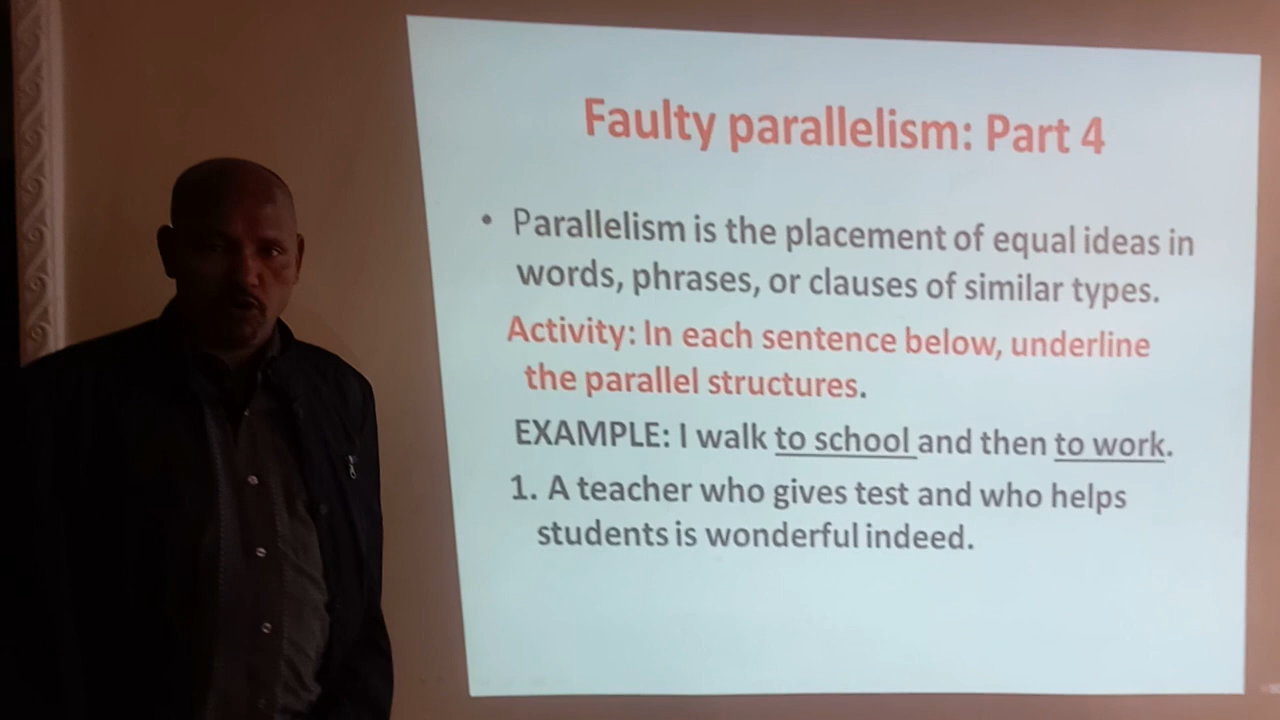 Faulty parallelism: Part 4
• Parallelism is the placement of equal ideas in
words, phrases, or clauses of similar types.
Activity: In each sentence below, underline
the parallel structures.
EXAMPLE: I walk to school and then to work.
1. A teacher who gives test and who helps
students is wonderful indeed.